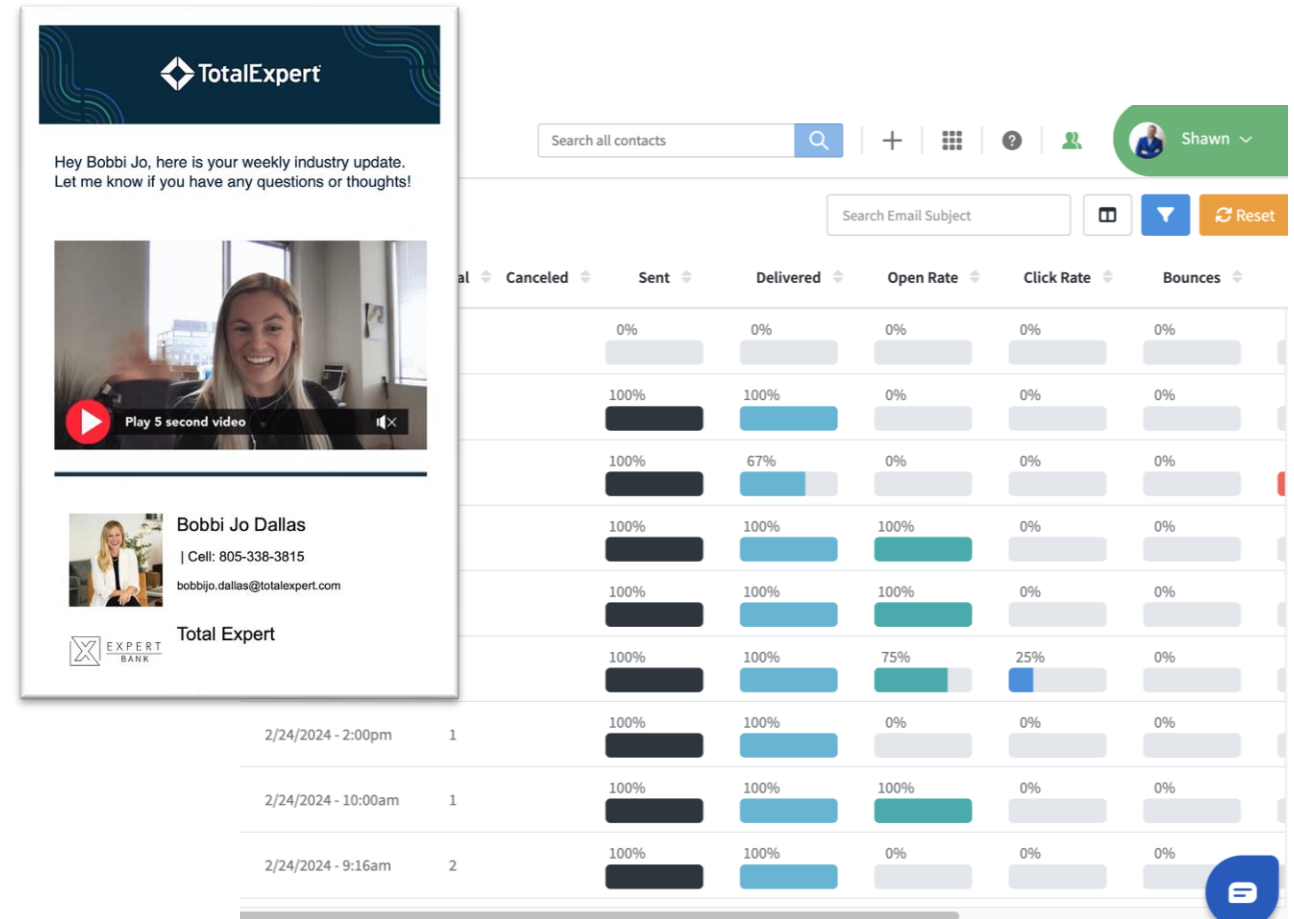 TotalExpert
Hey Bobbi Jo, here is your weekly industry update.
Let me know if you have any questions or thoughts!
Play 5 second video
Bobbi Jo Dallas
| Cell: 805-338-3815
bobbijo.dallas@totalexpert.com
EXPERT
BANK
Total Expert
Search all contacts
Shawn
Search Email Subject
Reset
al Canceled Sent Delivered Open Rate Click Rate Bounces
0% 0% 0% 0% 0%
100% 100% 0% 0% 0%
100% 67% 0% 0% 0%
100% 100% 100% 0% 0%
100% 100% 100% 0% 0%
100% 100% 75% 25% 0%
2/24/2024 - 2:00pm 1 100% 100% 0% 0% 0%
2/24/2024 - 10:00am 1 100% 100% 100% 0% 0%
2/24/2024 - 9:16am 2 100% 100% 0% 0% 0%